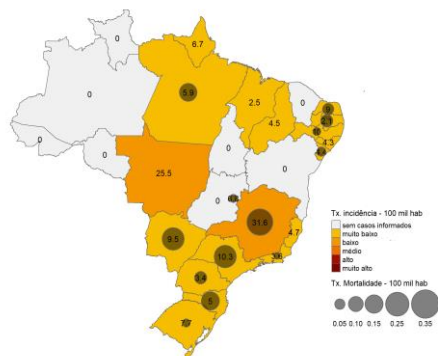 0
0
6.7
0
5.9
2.5
0
4.5
4.3
0
0
0
0
25.5
0
31.6
4.7
9.5
10.3
3.4
5
Tx. incidência - 100 mil hab
sem casos informados
muito baixo
baixo
médio
alto
muito alto
Tx. Mortalidade - 100 mil hab
0.05 0.10 0.15 0.25 0.35